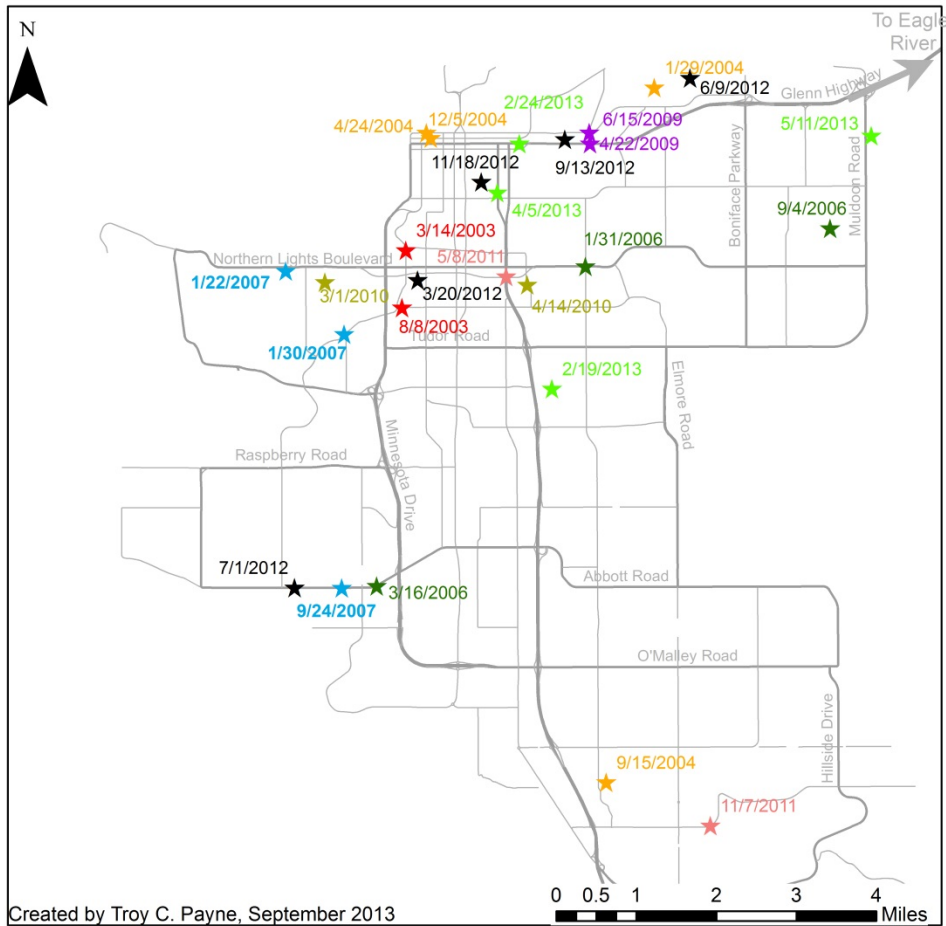 N
To Eagle
River
1/29/2004
6/9/2012
Glenn Highway
2/24/2013
6/15/2009
5/11/2013
4/24/2004
12/5/2004
4/22/2009
11/18/2012
9/13/2012
Boniface Parkway
Muldoon Road
4/5/2013
9/4/2006
3/14/2003
1/31/2006
Northern Lights Boulevard
5/8/2011
1/22/2007
3/1/2010
3/20/2012
4/14/2010
8/8/2003
Tudor Road
1/30/2007
2/19/2013
Elmore Road
Minnesota Drive
Raspberry Road
7/1/2012
9/24/2007
3/16/2006
Abbott Road
O'Malley Road
Hillside Drive
9/15/2004
11/7/2011
0 0.5 1 2 3 4
Miles
Created by Troy C. Payne, September 2013